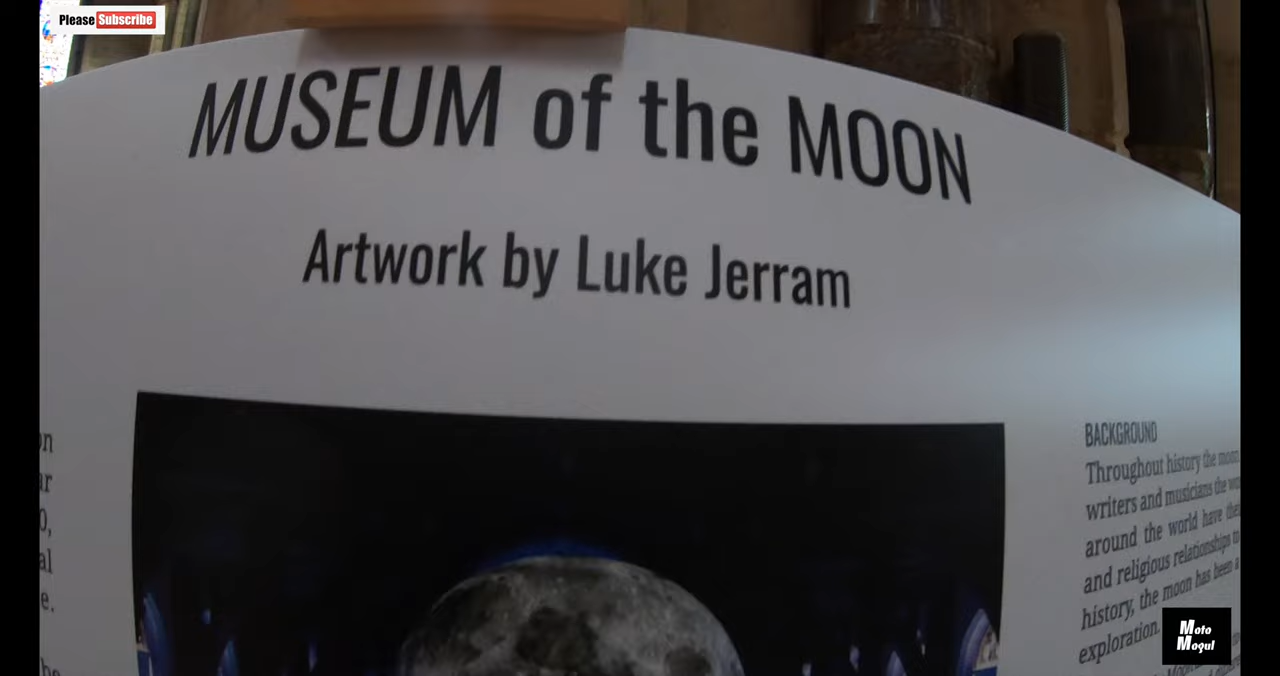 Please Subscribe
MUSEUM of the MOON
Artwork by Luke Jerram
BACKGROUND
Throughout history the moon
writers and musicians the
around the world have
and religious relationships
history, the moon has been a
exploration.
Moto
Mogul